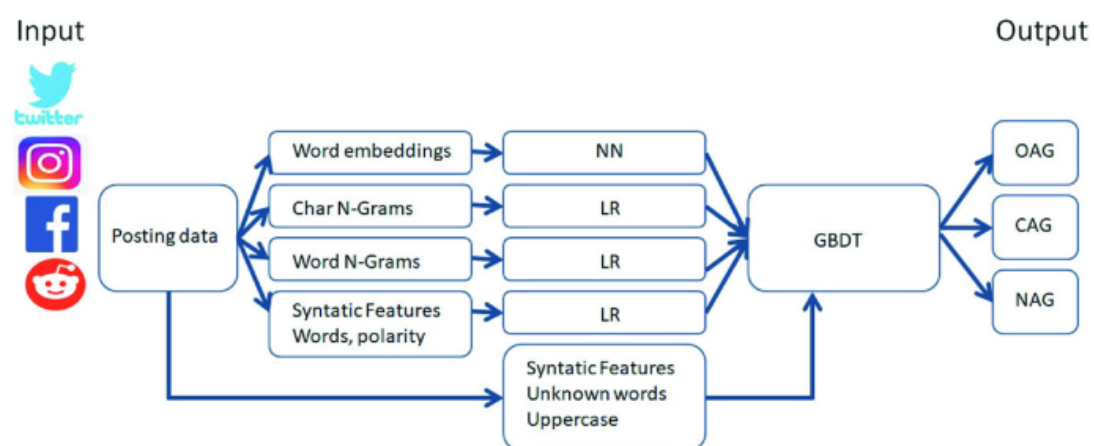 Input
Output
twitter
Posting data
Word embeddings
NN
Char N-Grams
LR
Word N-Grams
LR
Syntatic Features
Words, polarity
LR
Syntatic Features
Unknown words
Uppercase
GBDT
OAG
CAG
NAG